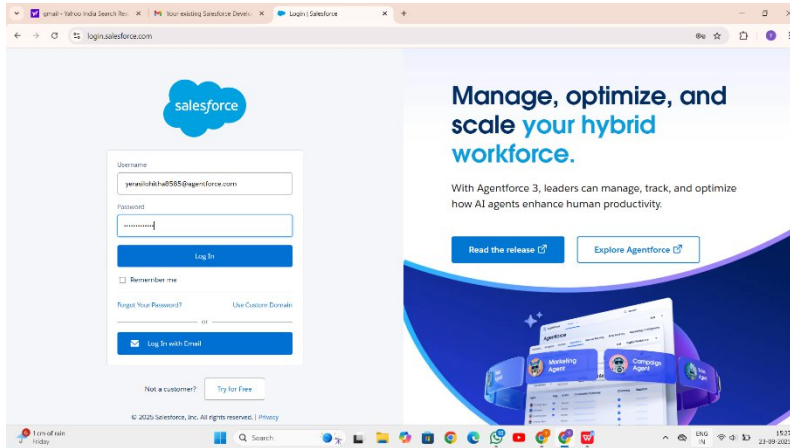 gmail - Yahoo India Search Res
Your existing Salesforce Develo
Login | Salesforce
login.salesforce.com
salesforce
Username
Password
Log In
Remember me
Forgot Your Password?
Use Custom Domain
or
Log In with Email
Not a customer?
Try for Free
© 2025 Salesforce, Inc. All rights reserved. | Privacy
Manage, optimize, and
scale your hybrid
workforce.
With Agentforce 3, leaders can manage, track, and optimize
how AI agents enhance human productivity.
Read the release
Explore Agentforce
Agentforce
Marketing
Agent
Campaign
Agent
1 cm of rain
Friday
Search
ENG
IN